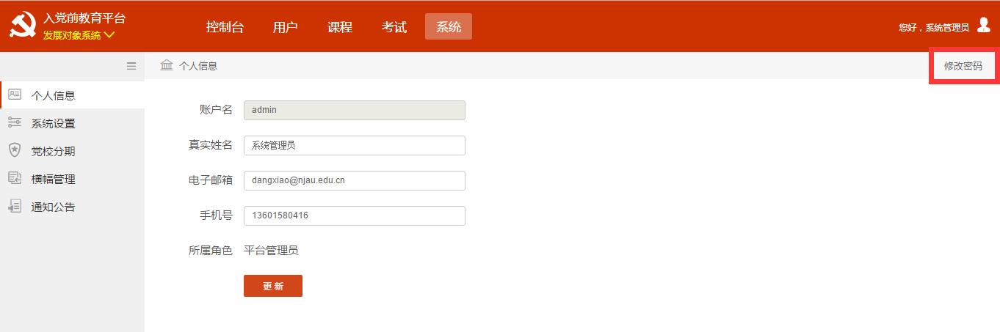 入党前教育平台
发展对象系统
控制台 用户 课程 考试 系统
您好，系统管理员
个人信息
修改密码
个人信息
系统设置
党校分期
横幅管理
通知公告
账户名 admin
真实姓名 系统管理员
电子邮箱 dangxiao@njau.edu.cn
手机号 13601580416
所属角色 平台管理员
更新